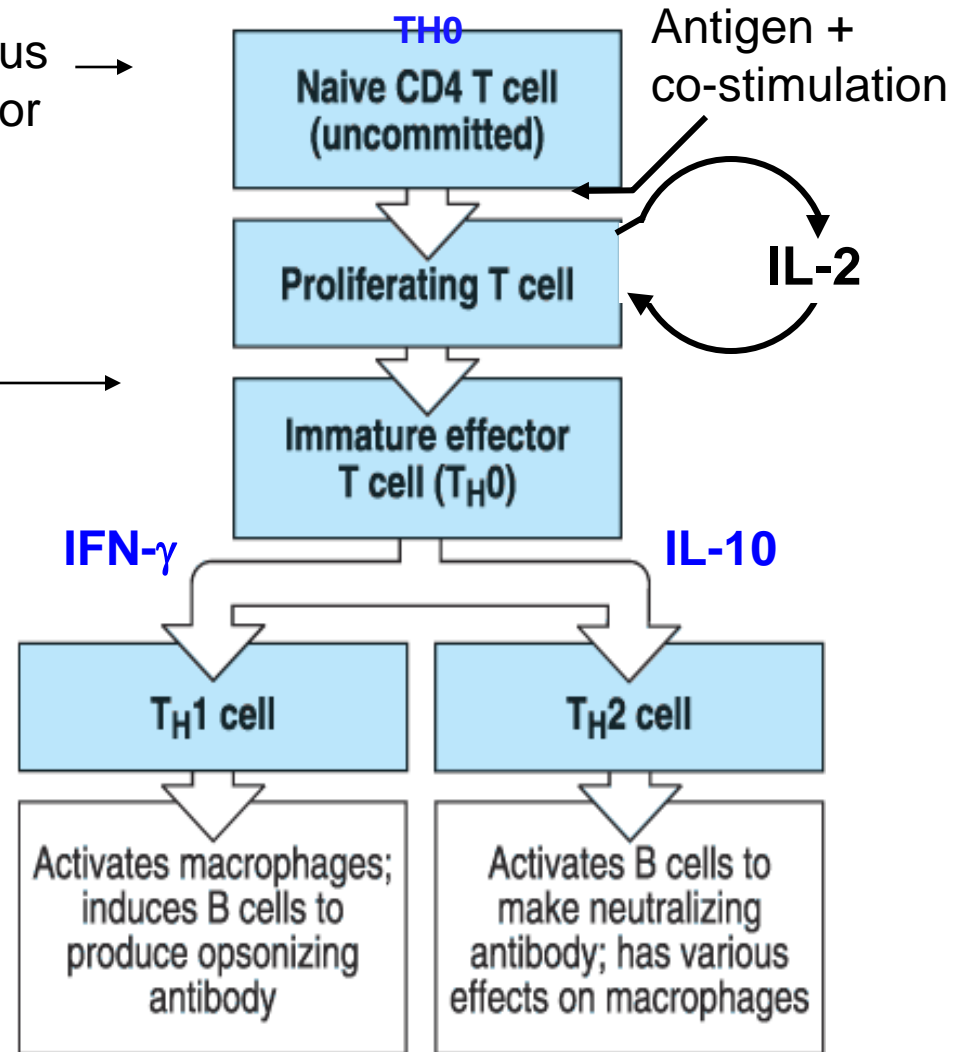 us
or
TH0
Naive CD4 T cell
(uncommitted)
Antigen +
co-stimulation
Proliferating T cell
IL-2
Immature effector
T cell (TH0)
IFN-γ
IL-10
TH1 cell
TH2 cell
Activates macrophages;
induces B cells to
produce opsonizing
antibody
Activates B cells to
make neutralizing
antibody; has various
effects on macrophages